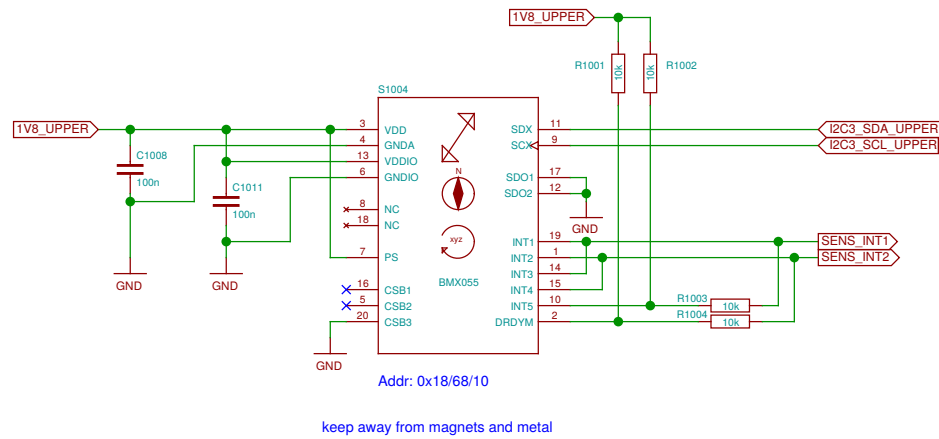 1V8_UPPER
R1001
10k
10k
R1002
S1004
1V8_UPPER
3
VDD
SDX
11
I2C3_SDA_UPPER
4
GNDA
SCX
9
I2C3_SCL_UPPER
C1008
100n
13
VDDIO
6
GNDIO
N
SDO1
17
C1011
100n
SDO2
12
8
NC
18
NC
GND
xyz
INT1
19
SENS_INT1
7
PS
INT2
1
SENS_INT2
INT3
14
GND
GND
BMX055
16
CSB1
INT4
15
5
CSB2
INT5
10
R1003
10k
20
CSB3
DRDYM
2
R1004
10k
GND
Addr: 0x18/68/10
keep away from magnets and metal